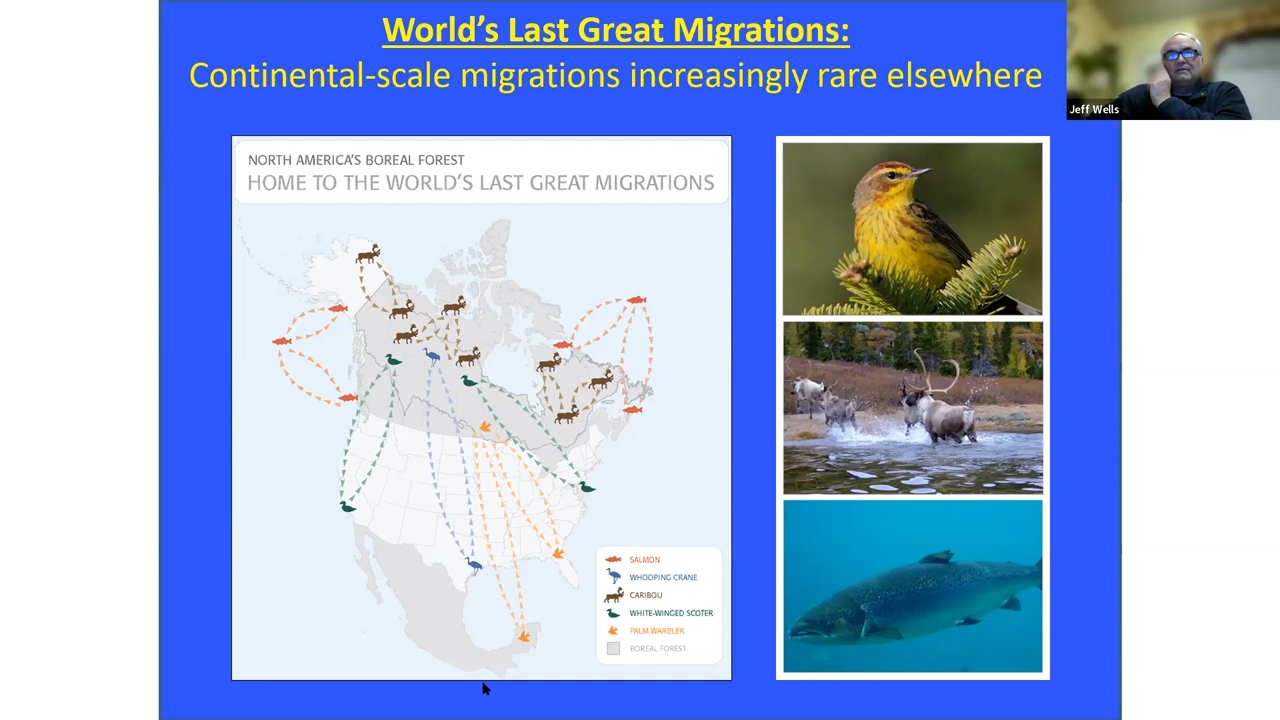 World's Last Great Migrations:
Continental-scale migrations increasingly rare elsewhere
Jeff Wells
NORTH AMERICA'S BOREAL FOREST
HOME TO THE WORLD'S LAST GREAT MIGRATIONS
SALMON
WHOOPING CRANE
CARIBOU
WHITE-WINGED SCOTER
PALM WARBLER
BOREAL FOREST